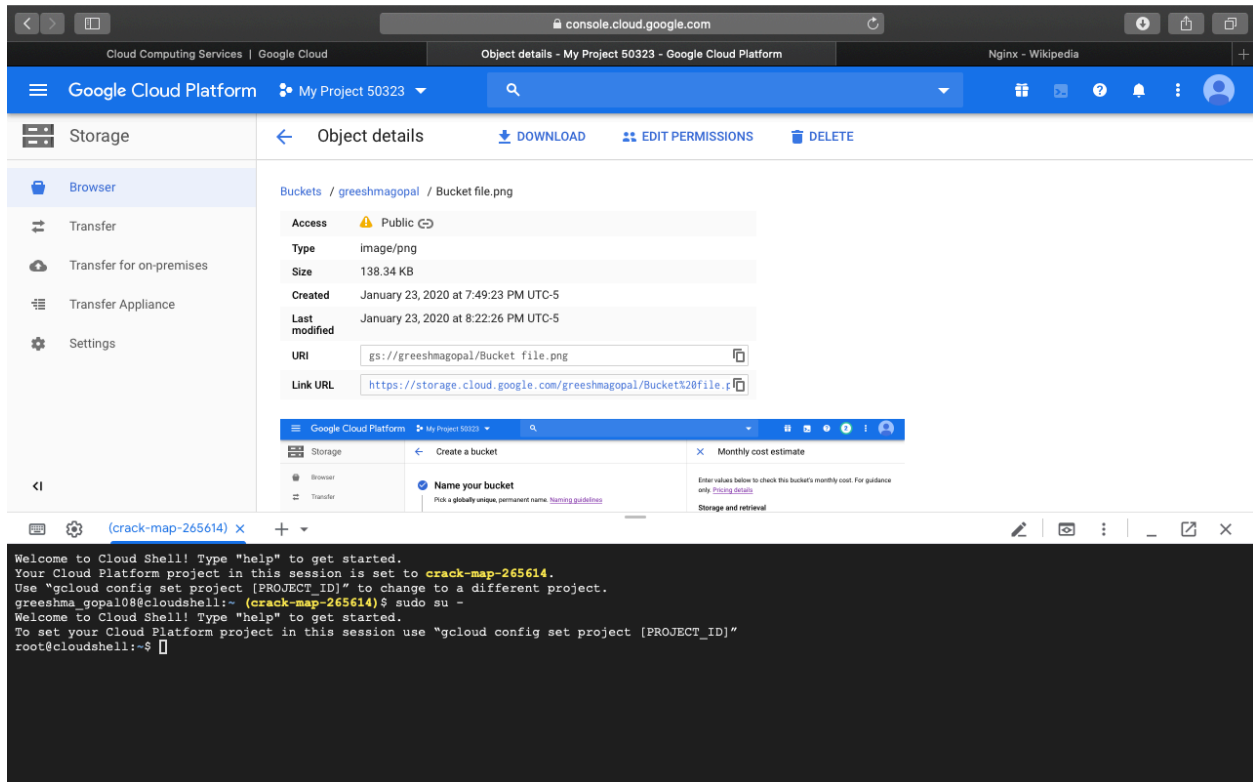 console.cloud.google.com
Cloud Computing Services | Google Cloud
Object details - My Project 50323 - Google Cloud Platform
Nginx - Wikipedia
Google Cloud Platform
My Project 50323
Storage
Object details
DOWNLOAD
EDIT PERMISSIONS
DELETE
Browser
Transfer
Transfer for on-premises
Transfer Appliance
Settings
Buckets / greeshmagopal / Bucket file.png
Access Public
Type image/png
Size 138.34 KB
Created January 23, 2020 at 7:49:23 PM UTC-5
Last modified January 23, 2020 at 8:22:26 PM UTC-5
URI gs://greeshmagopal/Bucket file.png
Link URL https://storage.cloud.google.com/greeshmagopal/Bucket%20file.p
Google Cloud Platform My Project 50323
Storage
Create a bucket
Monthly cost estimate
Browser
Transfer
Name your bucket
Pick a globally unique, permanent name. Naming guidelines
Enter values below to check this bucket's monthly cost. For guidance
only. Pricing details
Storage and retrieval
(crack-map-265614)
Welcome to Cloud Shell! Type "help" to get started.
Your Cloud Platform project in this session is set to crack-map-265614.
Use “gcloud config set project [PROJECT_ID]” to change to a different project.
greeshma_gopal08@cloudshell:~ (crack-map-265614)$ sudo su -
Welcome to Cloud Shell! Type "help" to get started.
To set your Cloud Platform project in this session use “gcloud config set project [PROJECT_ID]”
root@cloudshell:~$